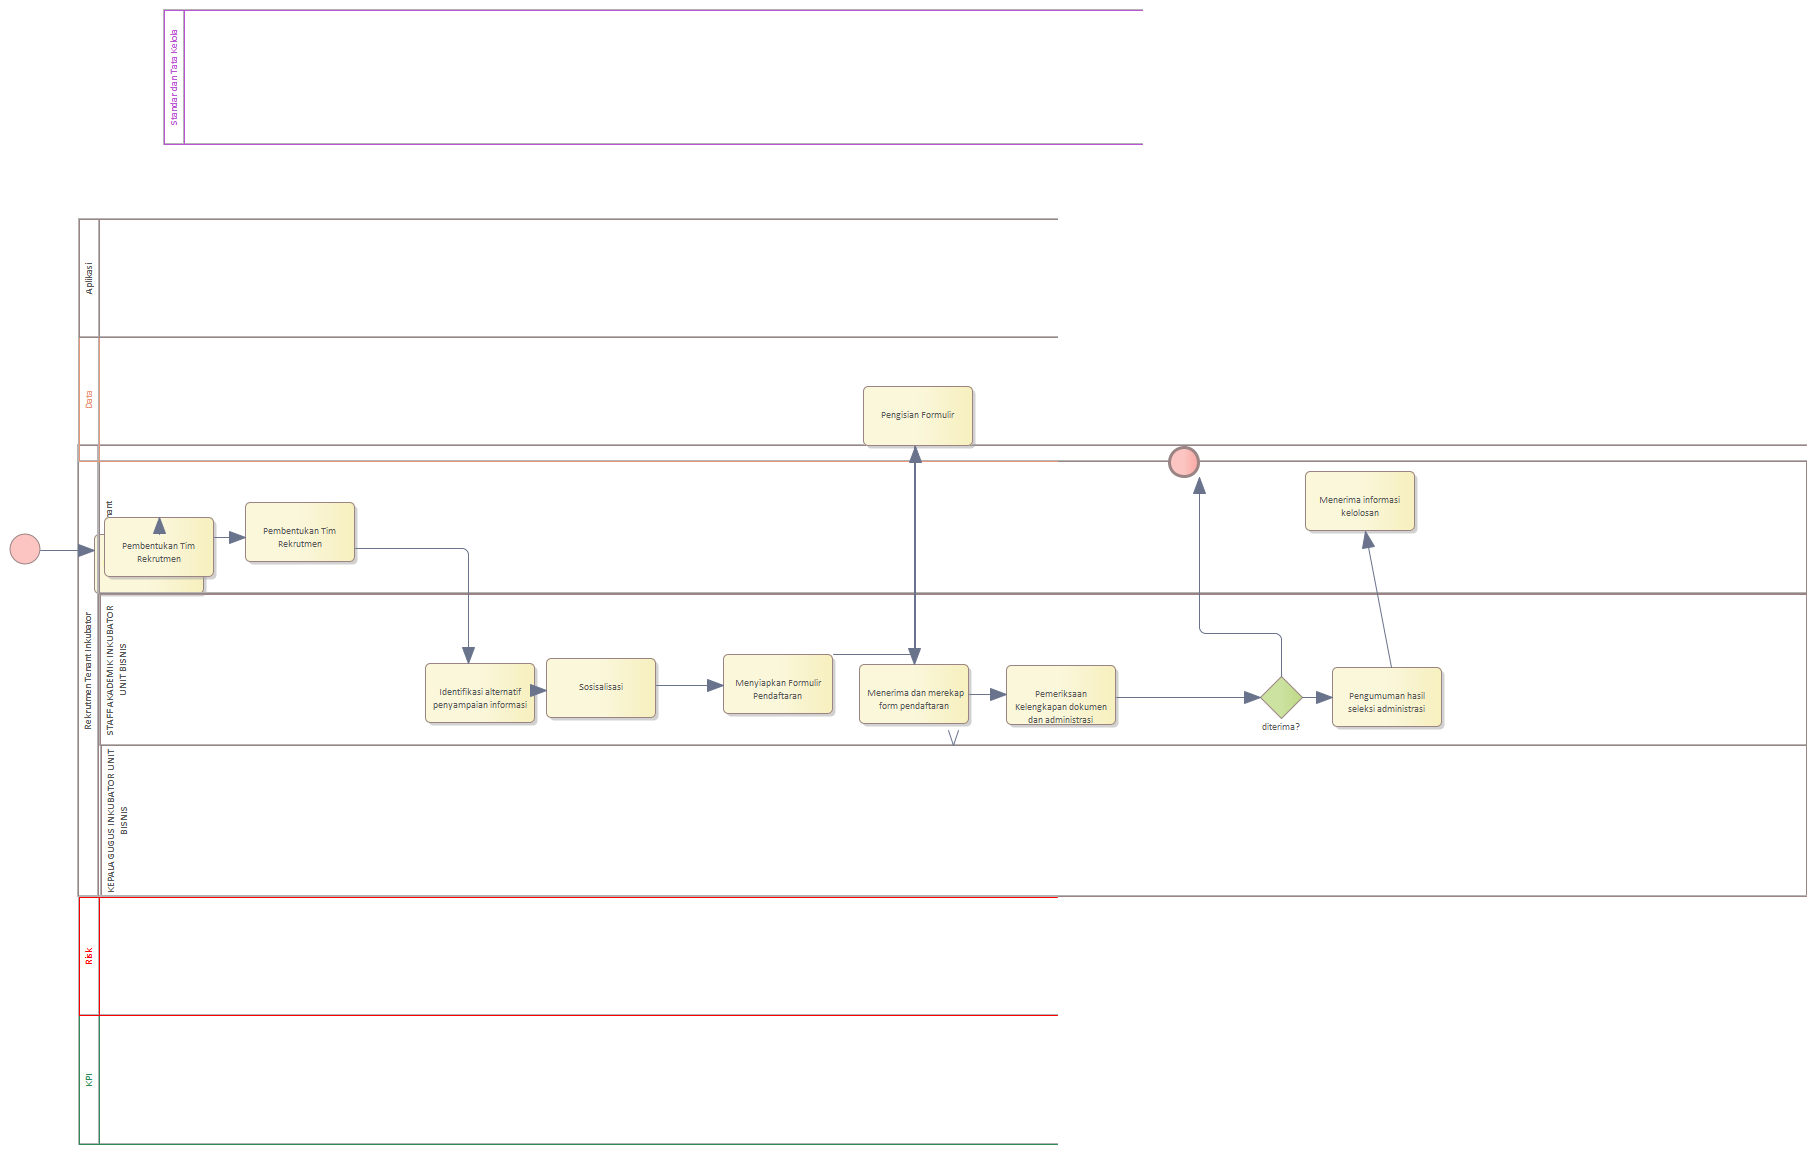 Standar dan Tata Kelola
Aplikasi
Data
Pengisian Formulir
Rekrutmen Tenant Inkubator
Pembentukan Tim
Rekrutmen
Pembentukan Tim
Rekrutmen
Menerima informasi
kelolosan
STAFF AKADEMIK INKUBATOR
UNIT BISNIS
Identifikasi alternatif
penyampaian informasi
Sosisalisasi
Menyiapkan Formulir
Pendaftaran
Menerima dan merekap
form pendaftaran
Pemeriksaan
Kelengkapan dokumen
dan administrasi
diterima?
Pengumuman hasil
seleksi administrasi
KEPALA GUGUS INKUBATOR UNIT
BISNIS
Risk
KPI